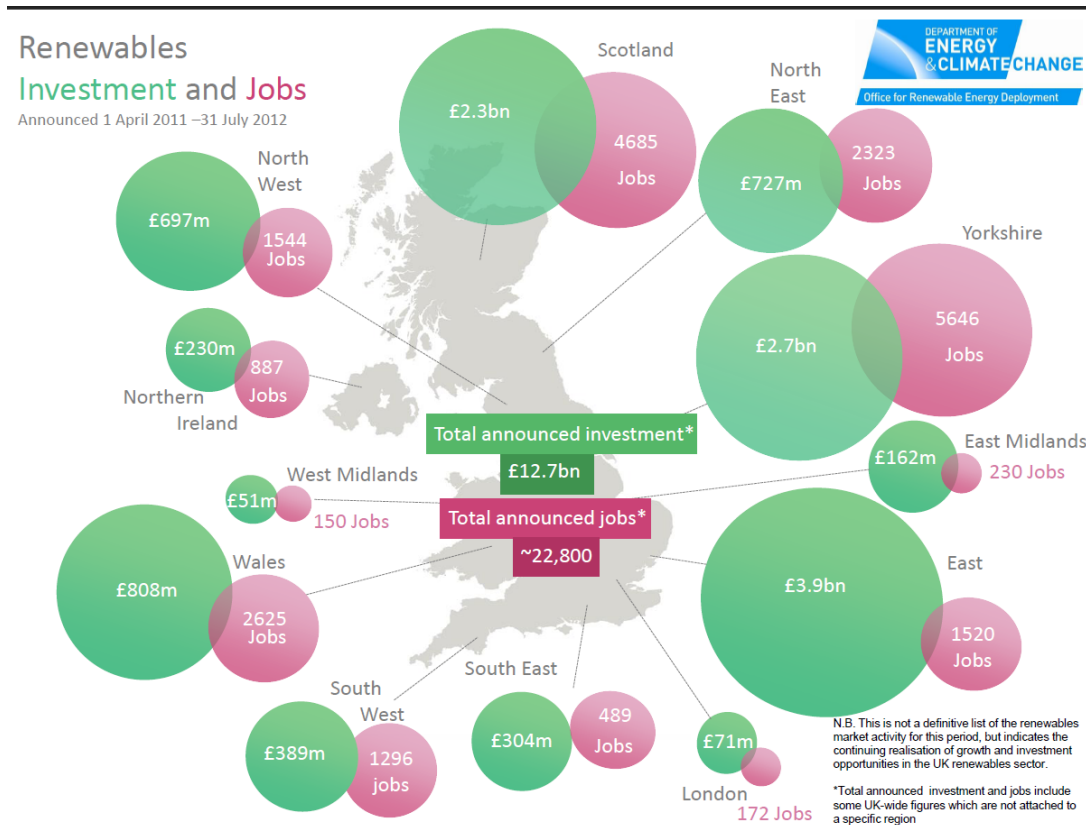 Renewables
Investment and Jobs
Announced 1 April 2011 –31 July 2012
DEPARTMENT OF
ENERGY
& CLIMATE CHANGE
Office for Renewable Energy Deployment
Scotland
£2.3bn
4685
Jobs
North
East
£727m
2323
Jobs
North
West
£697m
1544
Jobs
Yorkshire
£2.7bn
5646
Jobs
£230m
887
Jobs
Northern
Ireland
Total announced investment*
£12.7bn
East Midlands
£162m
230 Jobs
West Midlands
£51m
150 Jobs
Total announced jobs*
~22,800
Wales
£808m
2625
Jobs
East
£3.9bn
1520
Jobs
South East
£304m
489
Jobs
South
West
£389m
1296
jobs
£71m
London
172 Jobs
N.B. This is not a definitive list of the renewables
market activity for this period, but indicates the
continuing realisation of growth and investment
opportunities in the UK renewables sector.
*Total announced investment and jobs include
some UK-wide figures which are not attached to
a specific region